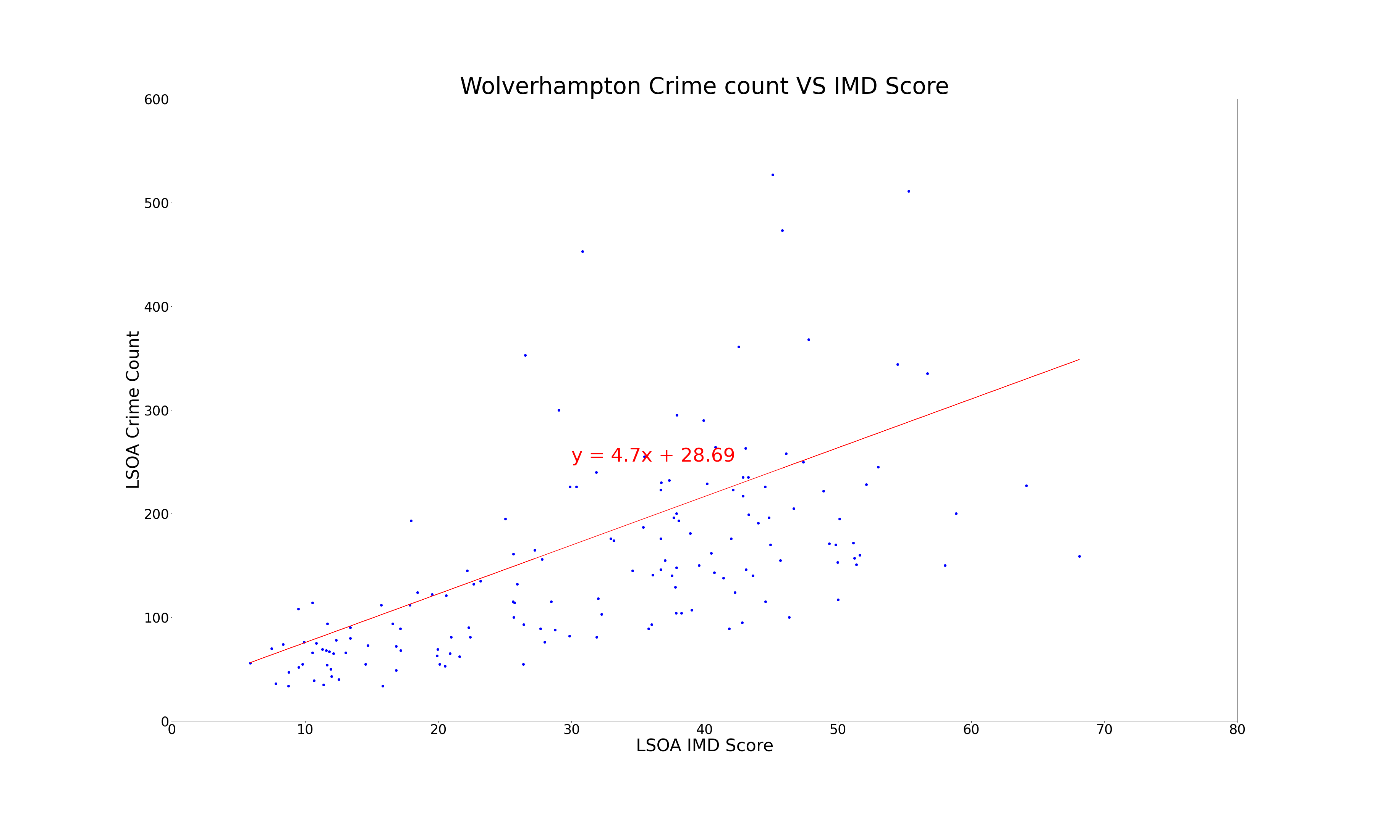 Wolverhampton Crime count VS IMD Score
600
500
400
300
200
100
0
LSOA Crime Count
y = 4.7x + 28.69
0 10 20 30 40 50 60 70 80
LSOA IMD Score